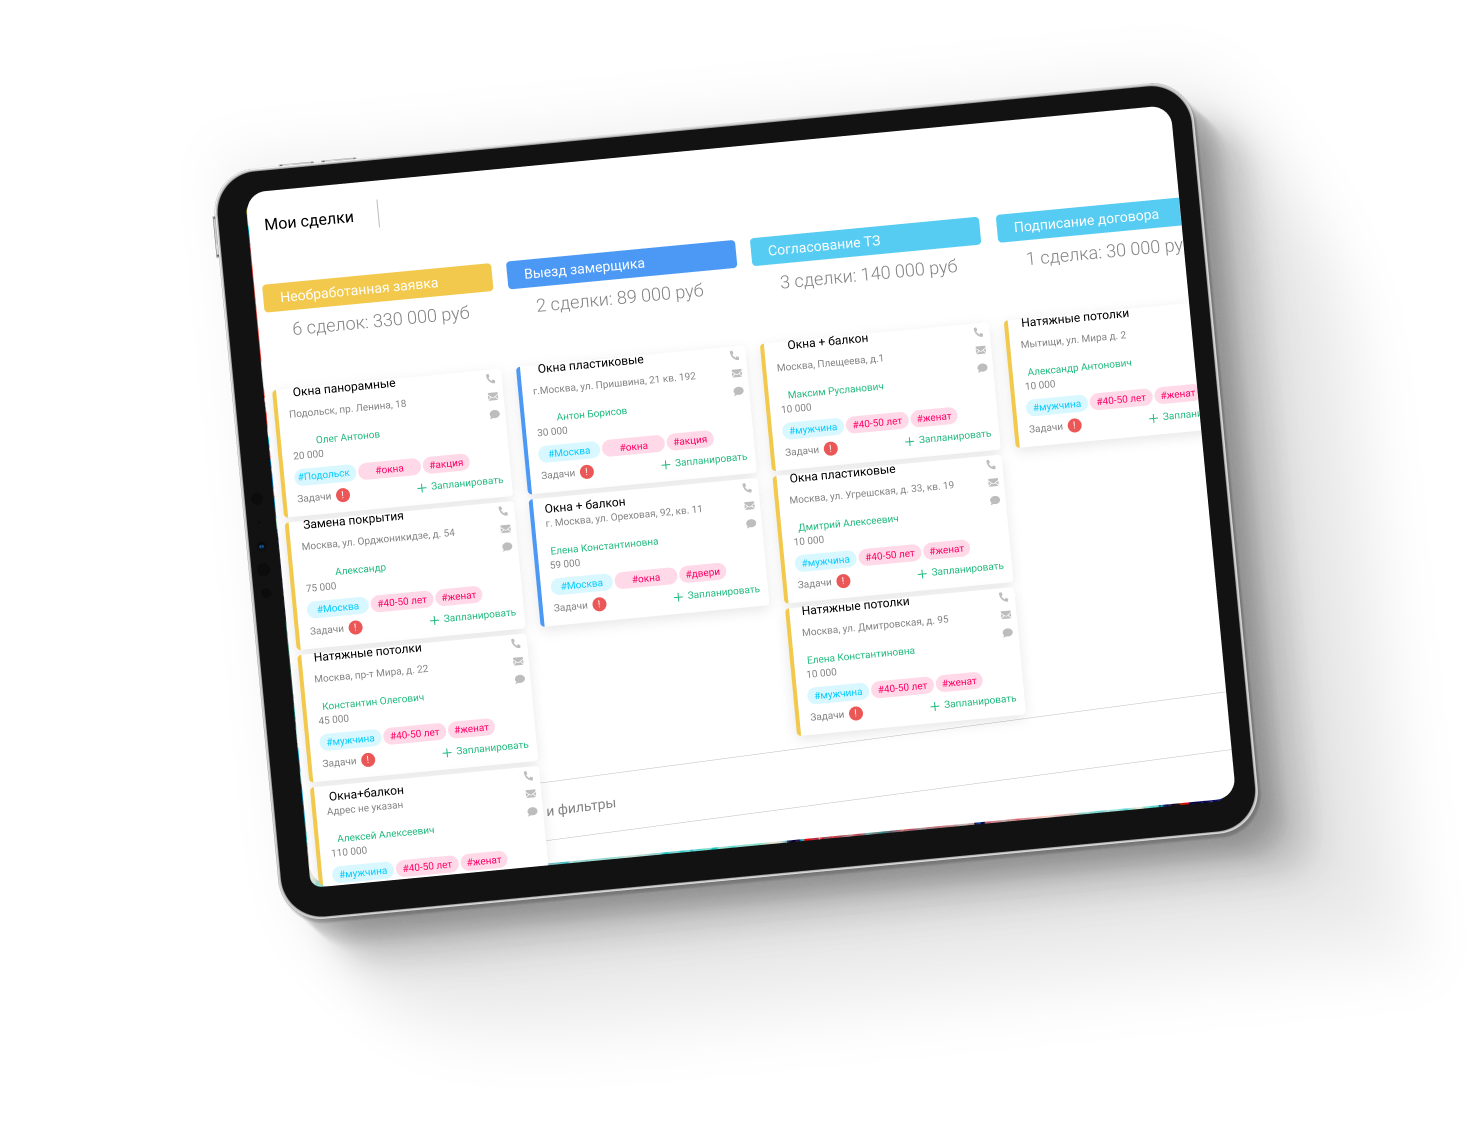 Мои сделки
Необработанная заявка
6 сделок: 330 000 руб
Окна панорамные
Подольск, пр. Ленина, 18
Олег Антонов
20 000
#Подольск #окна #акция
Задачи ! + Запланировать
Замена покрытия
Москва, ул. Орджоникидзе, д. 54
Александр
75 000
#Москва #40-50 лет #женат
Задачи ! + Запланировать
Натяжные потолки
Москва, пр-т Мира, д. 22
Константин Олегович
45 000
#мужчина #40-50 лет #женат
Задачи ! + Запланировать
Окна+балкон
Адрес не указан
Алексей Алексеевич
110 000
#мужчина #40-50 лет #женат
Выезд замерщика
2 сделки: 89 000 руб
Окна пластиковые
г.Москва, ул. Пришвина, 21 кв. 192
Антон Борисов
30 000
#Москва #окна #акция
Задачи ! + Запланировать
Окна + балкон
г. Москва, ул. Ореховая, 92, кв. 11
Елена Константиновна
59 000
#Москва #окна #двери
Задачи ! + Запланировать
Согласование ТЗ
3 сделки: 140 000 руб
Окна + балкон
Москва, Плещеева, д.1
Максим Русланович
10 000
#мужчина #40-50 лет #женат
Задачи ! + Запланировать
Окна пластиковые
Москва, ул. Угрешская, д. 33, кв. 19
Дмитрий Алексеевич
10 000
#мужчина #40-50 лет #женат
Задачи ! + Запланировать
Натяжные потолки
Москва, ул. Дмитровская, д. 95
Елена Константиновна
10 000
#мужчина #40-50 лет #женат
Задачи ! + Запланировать
Подписание договора
1 сделка: 30 000 ру
Натяжные потолки
Мытищи, ул. Мира д. 2
Александр Антонович
10 000
#мужчина #40-50 лет #женат
Задачи ! + Заплани
и фильтры